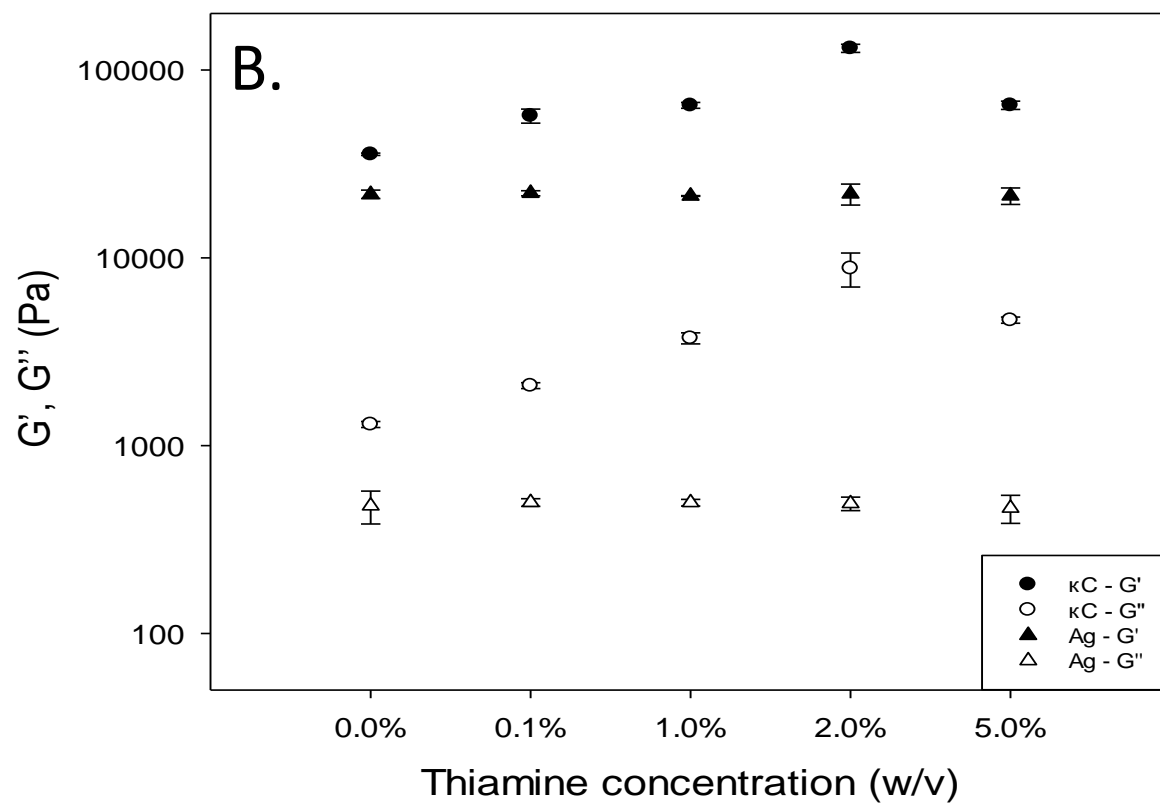 B.
100000
10000
1000
100
G', G'' (Pa)
0.0% 0.1% 1.0% 2.0% 5.0%
Thiamine concentration (w/v)
κC - G'
κC - G"
Ag - G'
Ag - G"